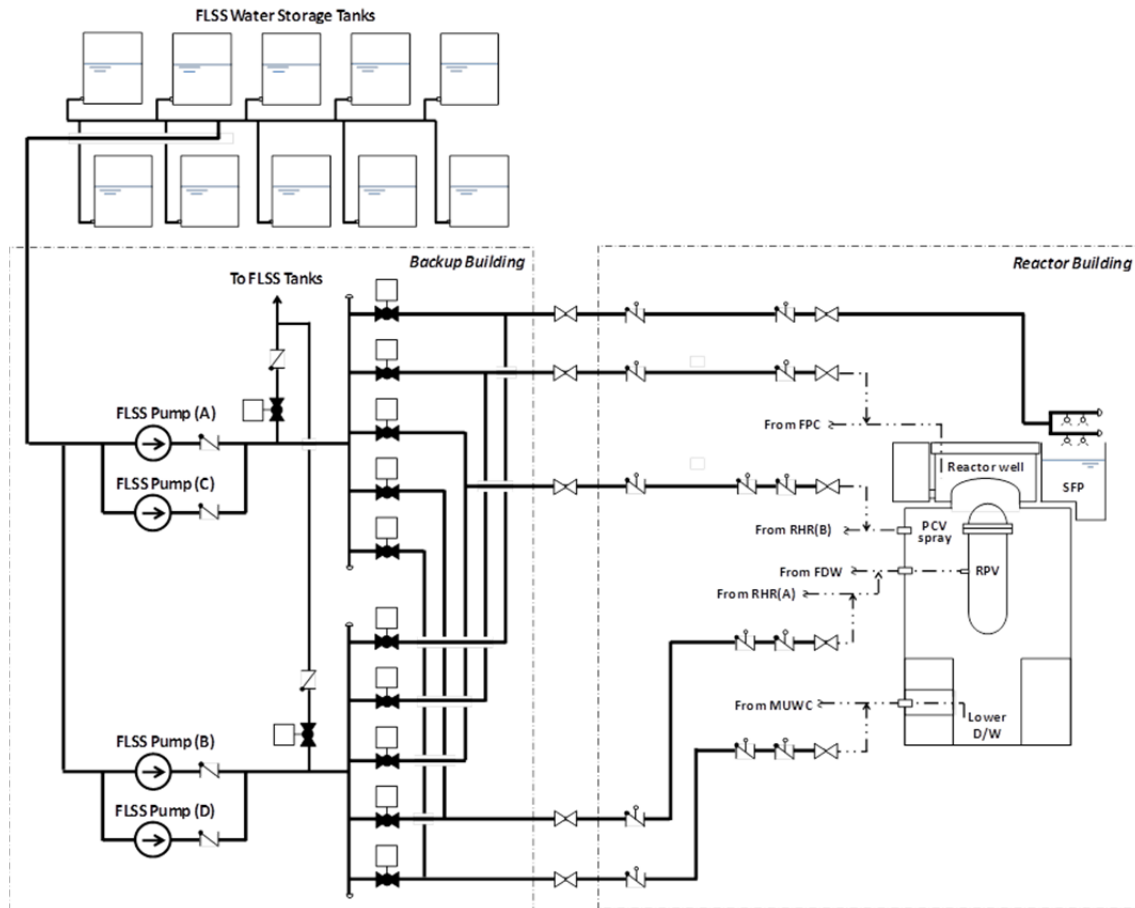 FLSS Water Storage Tanks
Backup Building
Reactor Building
To FLSS Tanks
FLSS Pump (A)
FLSS Pump (C)
From FPC
Reactor well
SFP
From RHR(B)
PCV
spray
From FDW
RPV
From RHR(A)
From MUWC
Lower
D/W
FLSS Pump (B)
FLSS Pump (D)